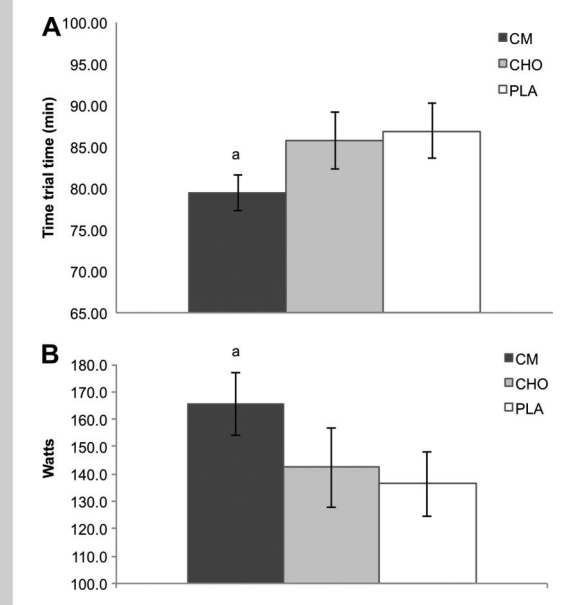 A
100.00
95.00
90.00
85.00
80.00
75.00
70.00
65.00
Time trial time (min)
a
CM
CHO
PLA
B
180.0
170.0
160.0
150.0
140.0
130.0
120.0
110.0
100.0
Watts
a
CM
CHO
PLA